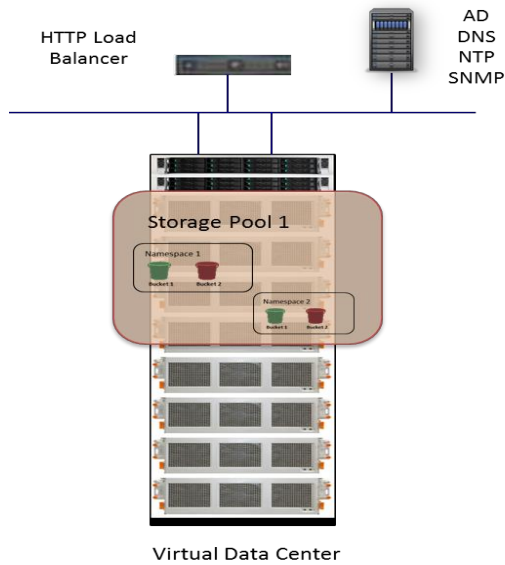 HTTP Load
Balancer
AD
DNS
NTP
SNMP
Storage Pool 1
Namespace 1
Bucket 1
Bucket 2
Namespace 2
Bucket 1
Bucket 2
Virtual Data Center